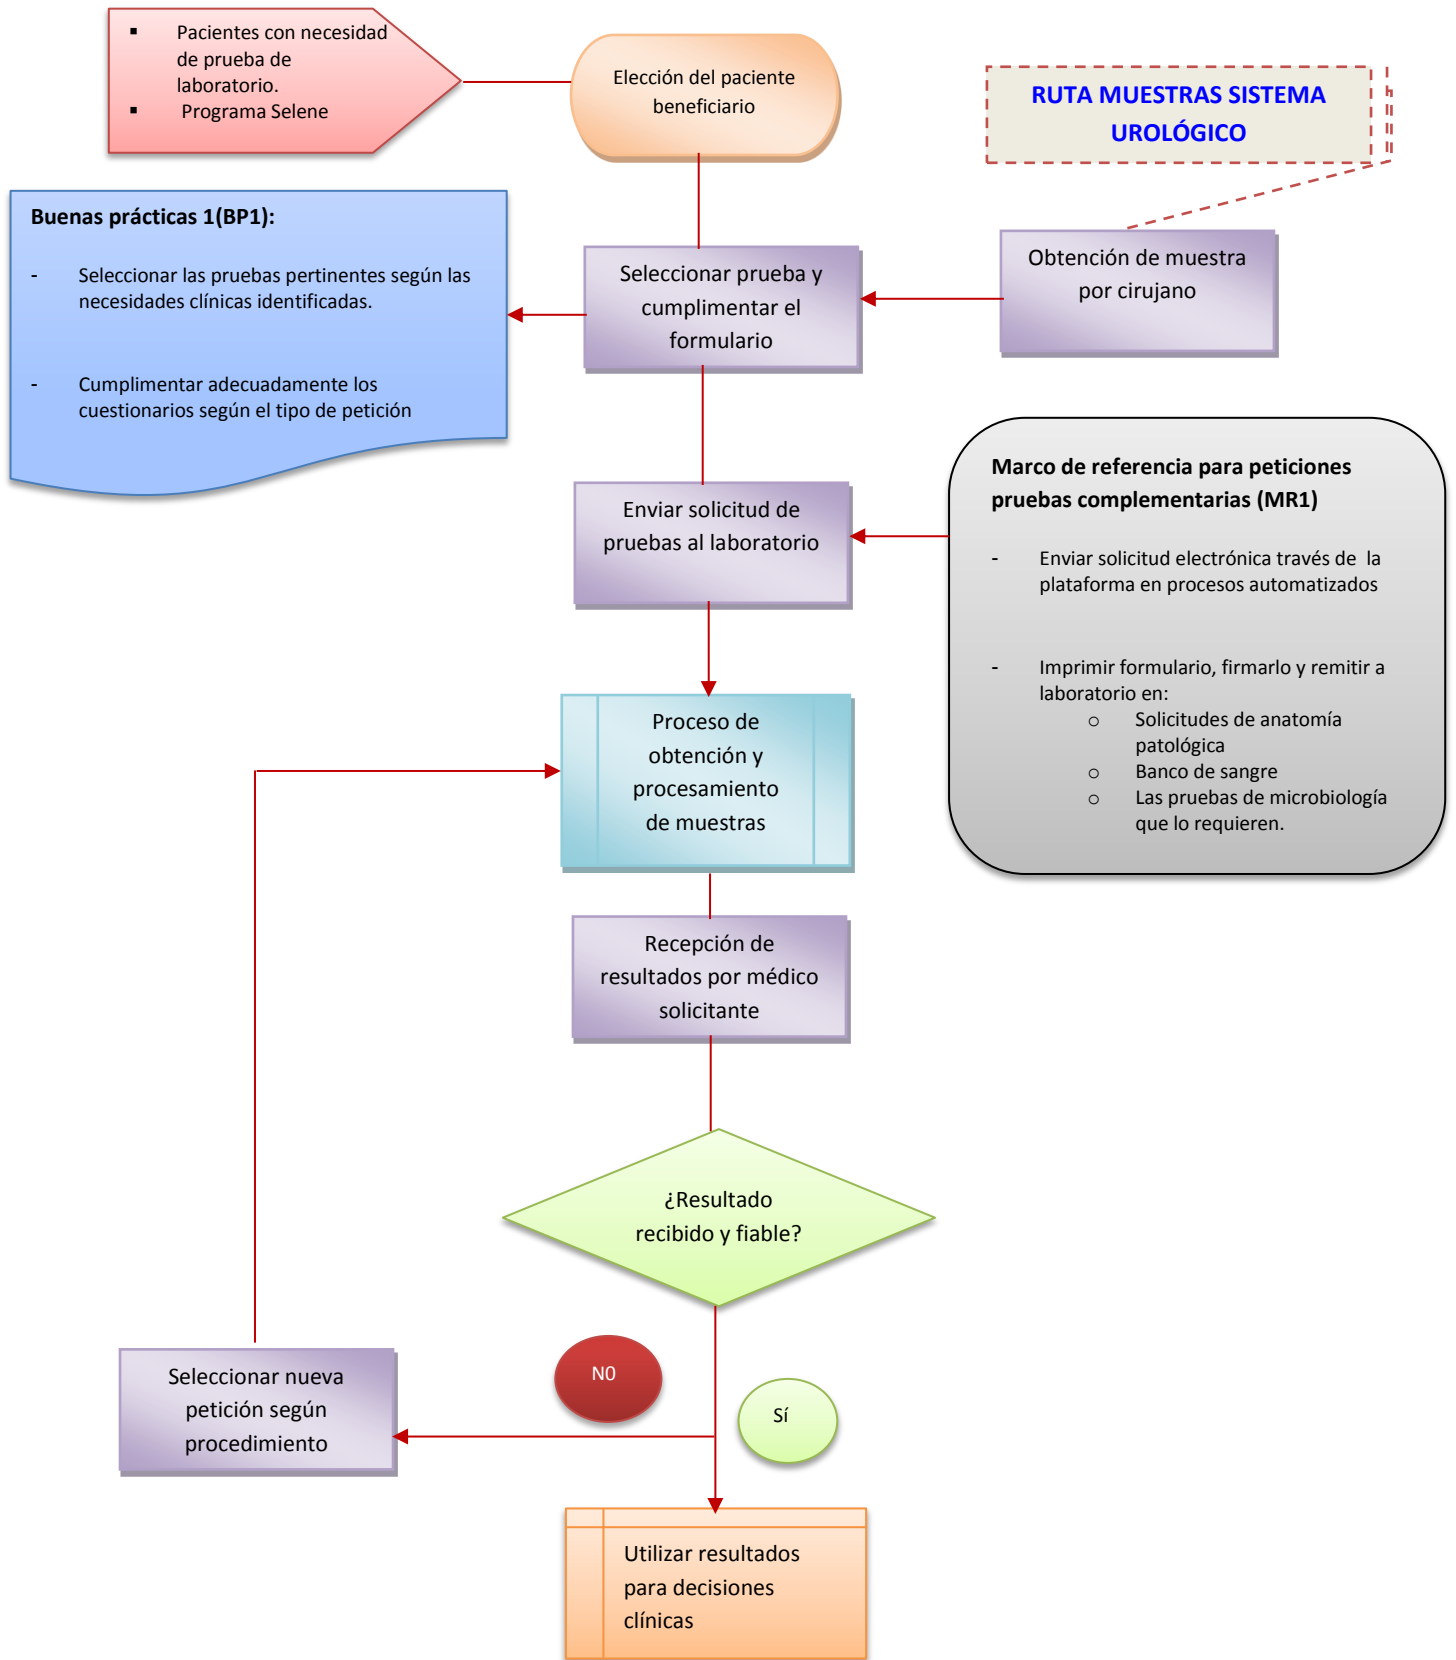 ▪ Pacientes con necesidad
de prueba de
laboratorio.
▪ Programa Selene
Elección del paciente
beneficiario
RUTA MUESTRAS SISTEMA
UROLÓGICO
Buenas prácticas 1(BP1):
- Seleccionar las pruebas pertinentes según las
necesidades clínicas identificadas.
- Cumplimentar adecuadamente los
cuestionarios según el tipo de petición
Seleccionar prueba y
cumplimentar el
formulario
Obtención de muestra
por cirujano
Enviar solicitud de
pruebas al laboratorio
Marco de referencia para peticiones
pruebas complementarias (MR1)
- Enviar solicitud electrónica través de la
plataforma en procesos automatizados
- Imprimir formulario, firmarlo y remitir a
laboratorio en:
o Solicitudes de anatomía
patológica
o Banco de sangre
o Las pruebas de microbiología
que lo requieren.
Proceso de
obtención y
procesamiento
de muestras
Recepción de
resultados por médico
solicitante
¿Resultado
recibido y fiable?
N0
Sí
Seleccionar nueva
petición según
procedimiento
Utilizar resultados
para decisiones
clínicas